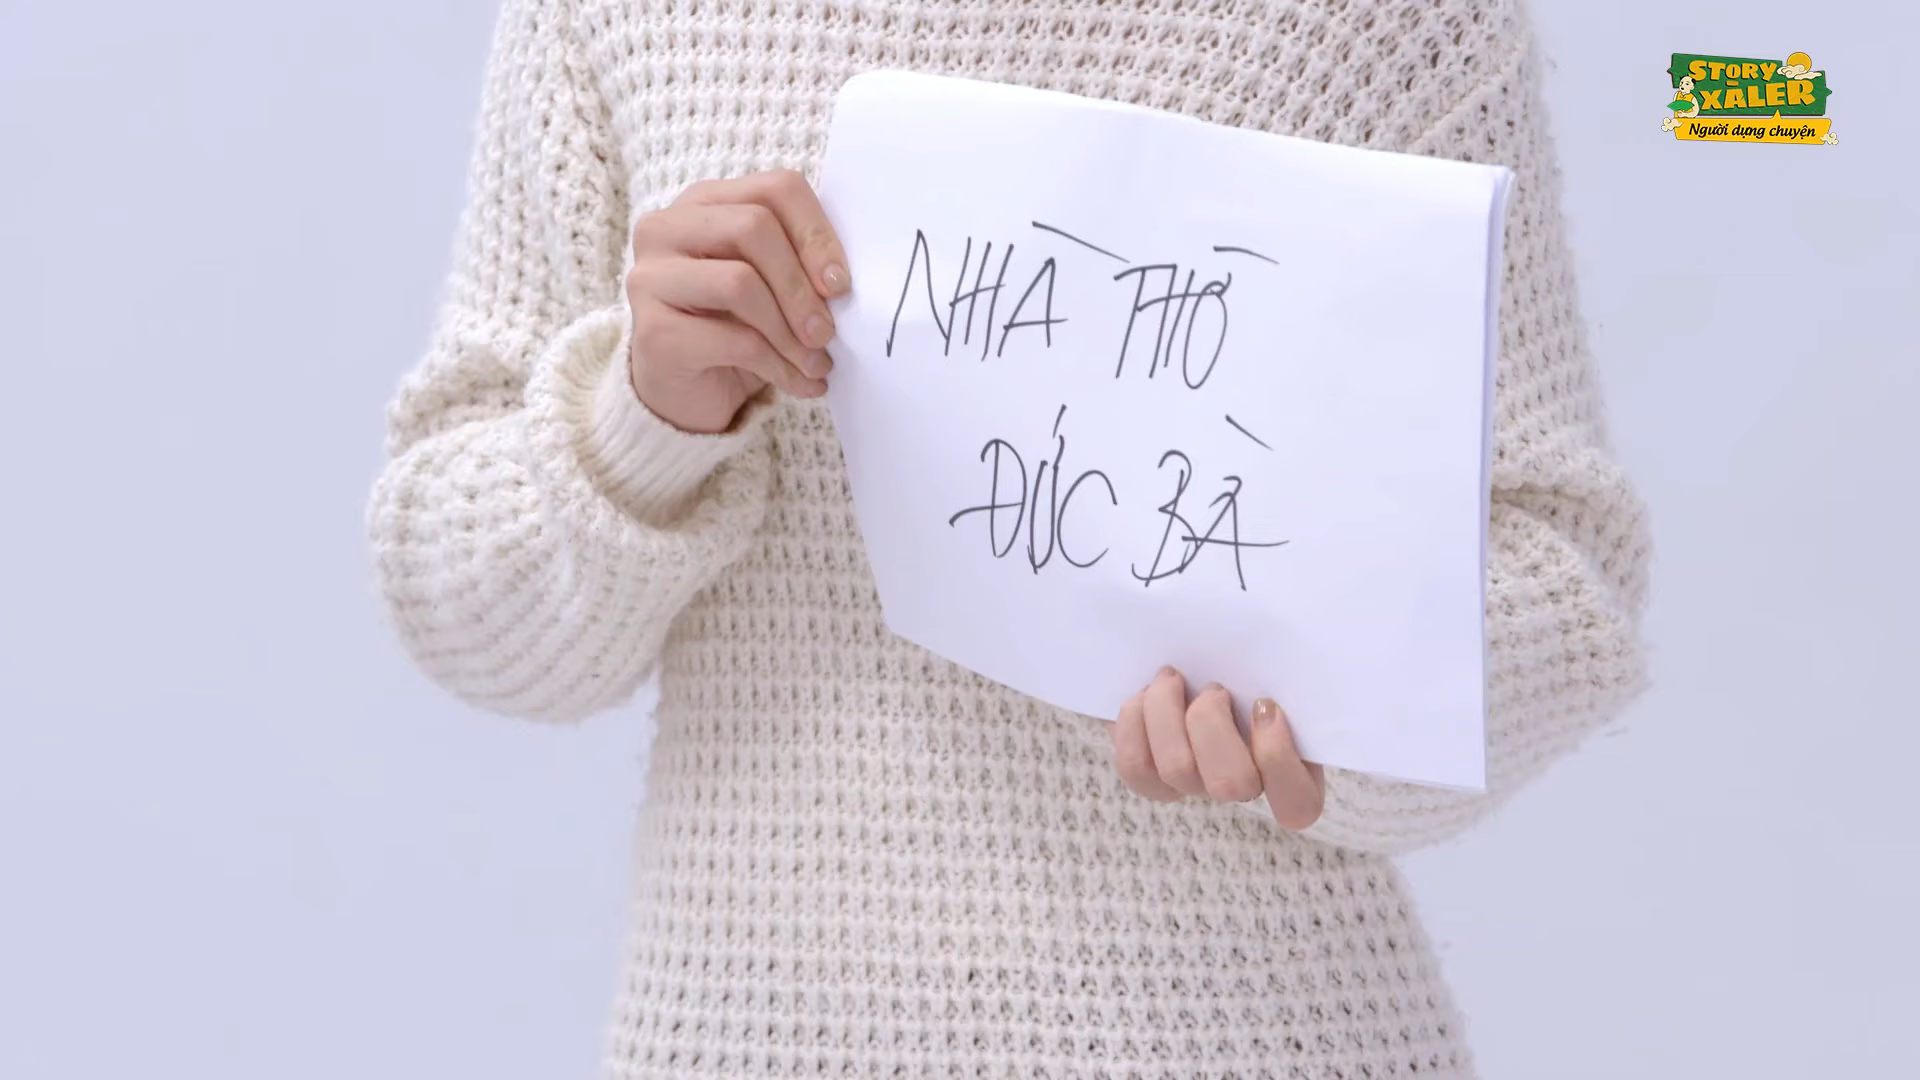 STORY
XÀLER
Người dựng chuyện
NHÀ THỜ
ĐỨC BÀ